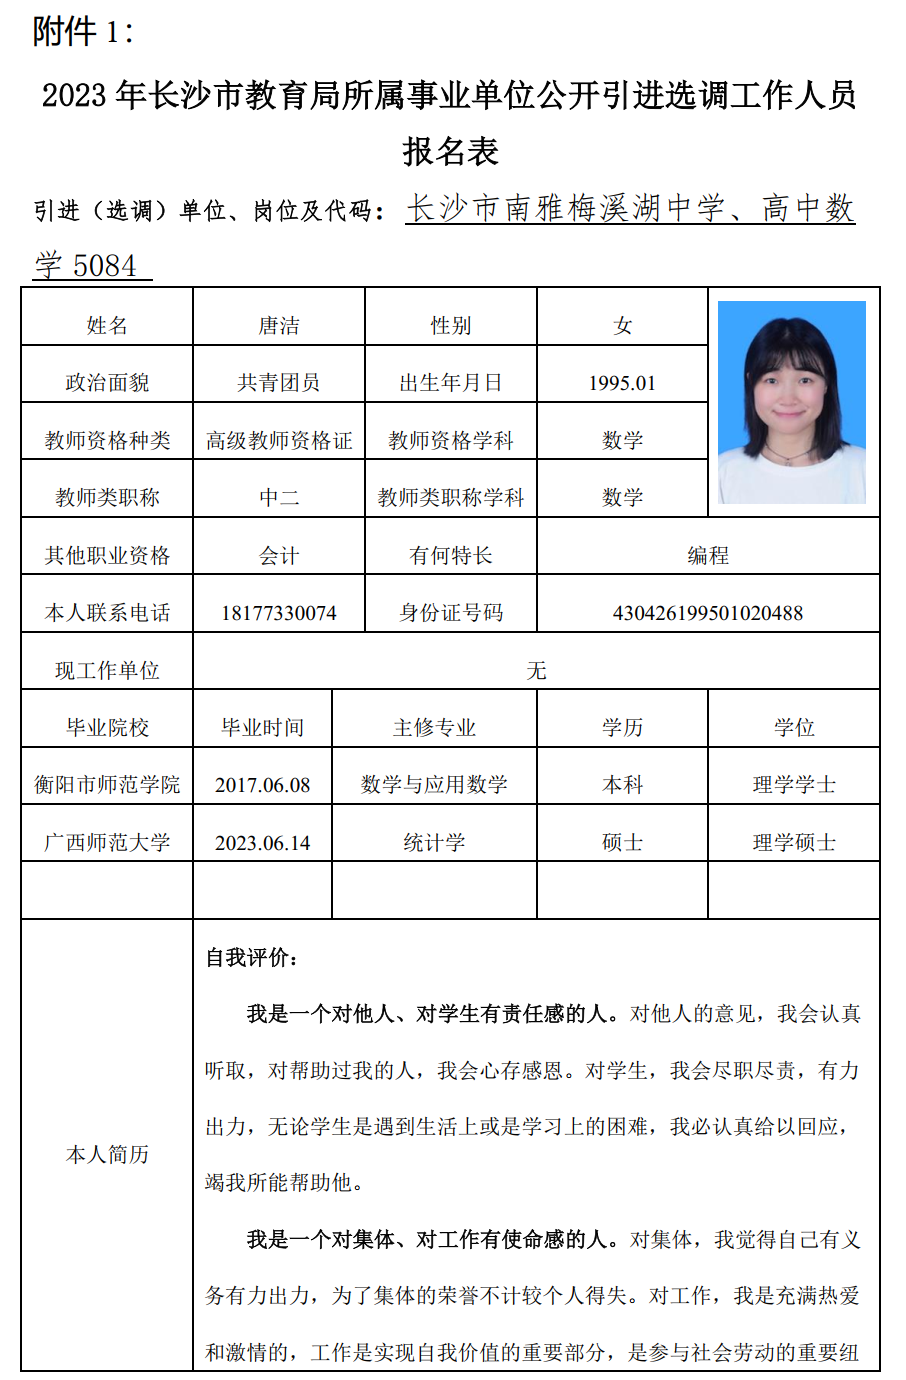 附件 1：
2023 年长沙市教育局所属事业单位公开引进选调工作人员
报名表
引进（选调）单位、岗位及代码： 长沙市南雅梅溪湖中学、高中数
学 5084
姓名 唐洁 性别 女
政治面貌 共青团员 出生年月日 1995.01
教师资格种类 高级教师资格证 教师资格学科 数学
教师类职称 中二 教师类职称学科 数学
其他职业资格 会计 有何特长 编程
本人联系电话 18177330074 身份证号码 430426199501020488
现工作单位 无
毕业院校 毕业时间 主修专业 学历 学位
衡阳市师范学院 2017.06.08 数学与应用数学 本科 理学学士
广西师范大学 2023.06.14 统计学 硕士 理学硕士
本人简历
自我评价：
我是一个对他人、对学生有责任感的人。对他人的意见，我会认真
听取，对帮助过我的人，我会心存感恩。对学生，我会尽职尽责，有力
出力，无论学生是遇到生活上或是学习上的困难，我必认真给以回应，
竭我所能帮助他。
我是一个对集体、对工作有使命感的人。对集体，我觉得自己有义
务有力出力，为了集体的荣誉不计较个人得失。对工作，我是充满热爱
和激情的，工作是实现自我价值的重要部分，是参与社会劳动的重要纽